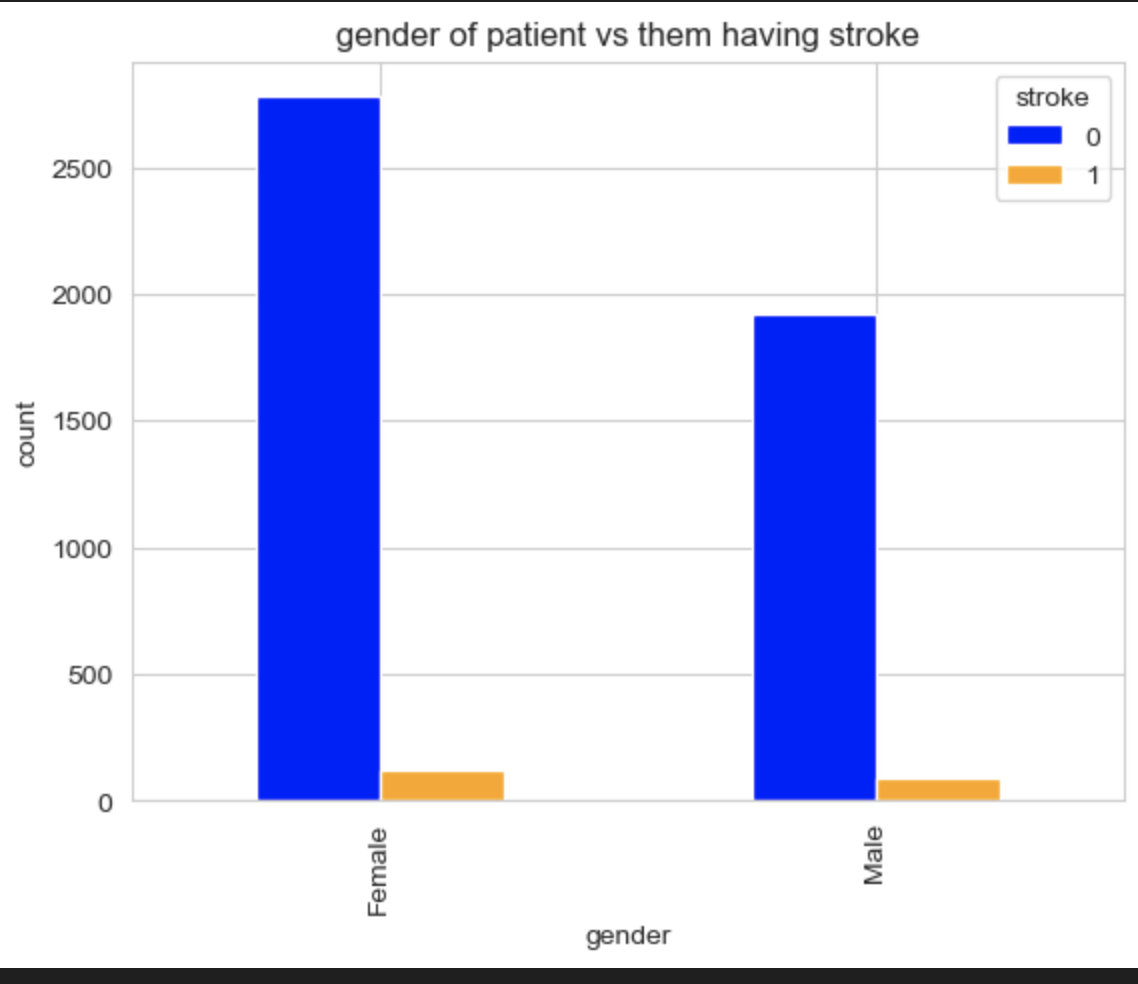 gender of patient vs them having stroke
stroke
0
1
2500
2000
1500
1000
500
0
count
Female
Male
gender